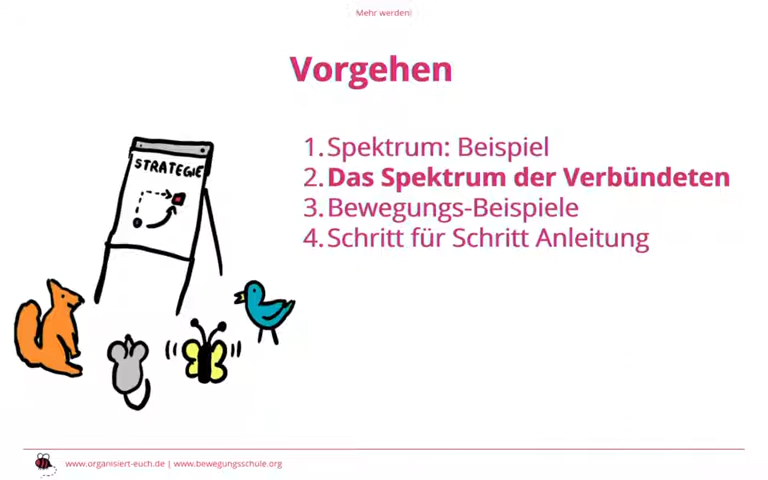 Mehr werden!
Vorgehen
1. Spektrum: Beispiel
2. Das Spektrum der Verbündeten
3. Bewegungs-Beispiele
4. Schritt für Schritt Anleitung
STRATEGIE
www.organisiert-euch.de | www.bewegungsschule.org